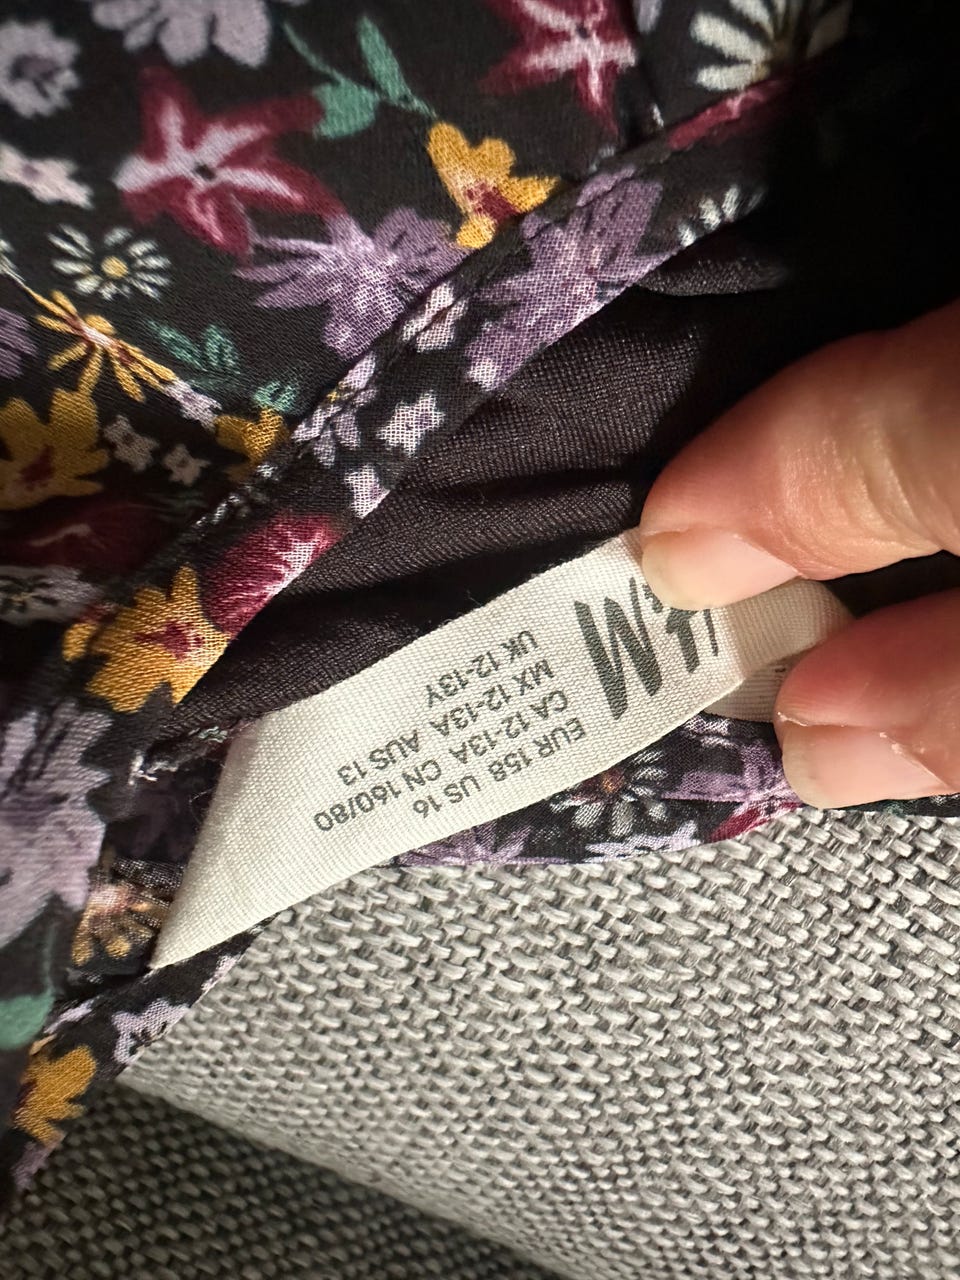 H&M
EUR 158 US 16
CA 12-13A CN 160/80
MX 12-13A AUS 13
UK 12-13Y